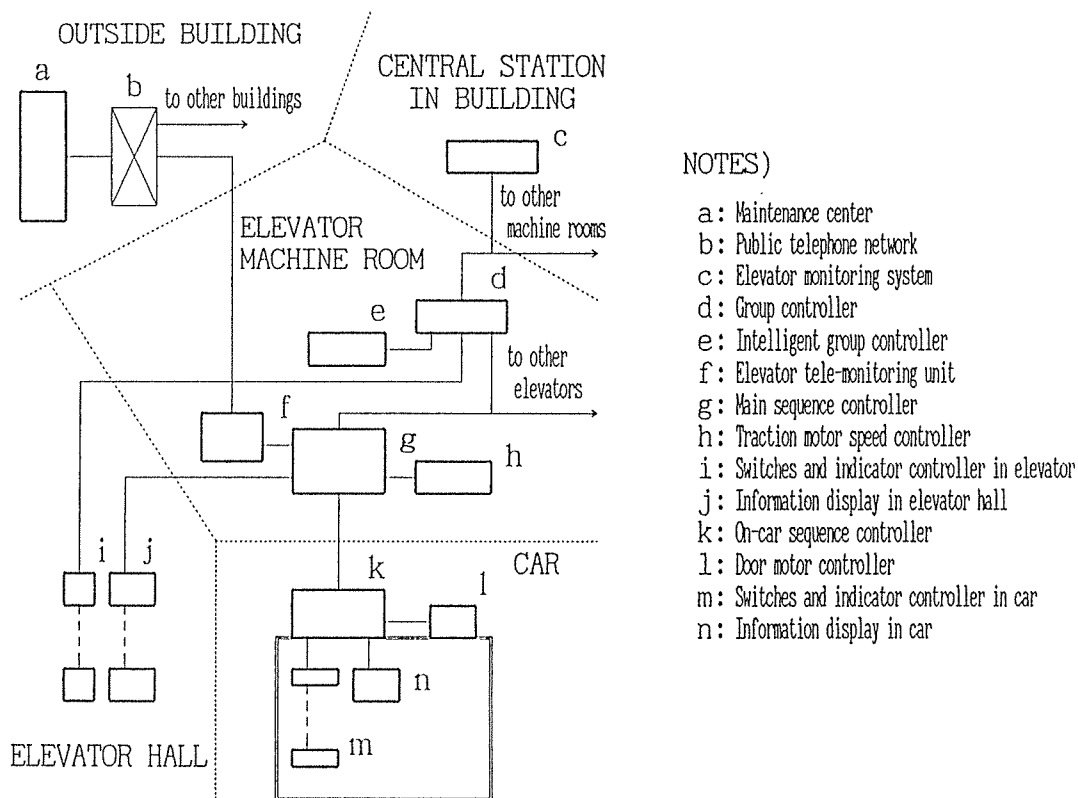 OUTSIDE BUILDING
a
b
to other buildings
CENTRAL STATION
IN BUILDING
c
to other
machine rooms
ELEVATOR
MACHINE ROOM
d
e
to other
elevators
f
g
h
i
j
k
CAR
l
n
m
ELEVATOR HALL
NOTES)
a: Maintenance center
b: Public telephone network
c: Elevator monitoring system
d: Group controller
e: Intelligent group controller
f: Elevator tele-monitoring unit
g: Main sequence controller
h: Traction motor speed controller
i: Switches and indicator controller in elevator
j: Information display in elevator hall
k: On-car sequence controller
l: Door motor controller
m: Switches and indicator controller in car
n: Information display in car